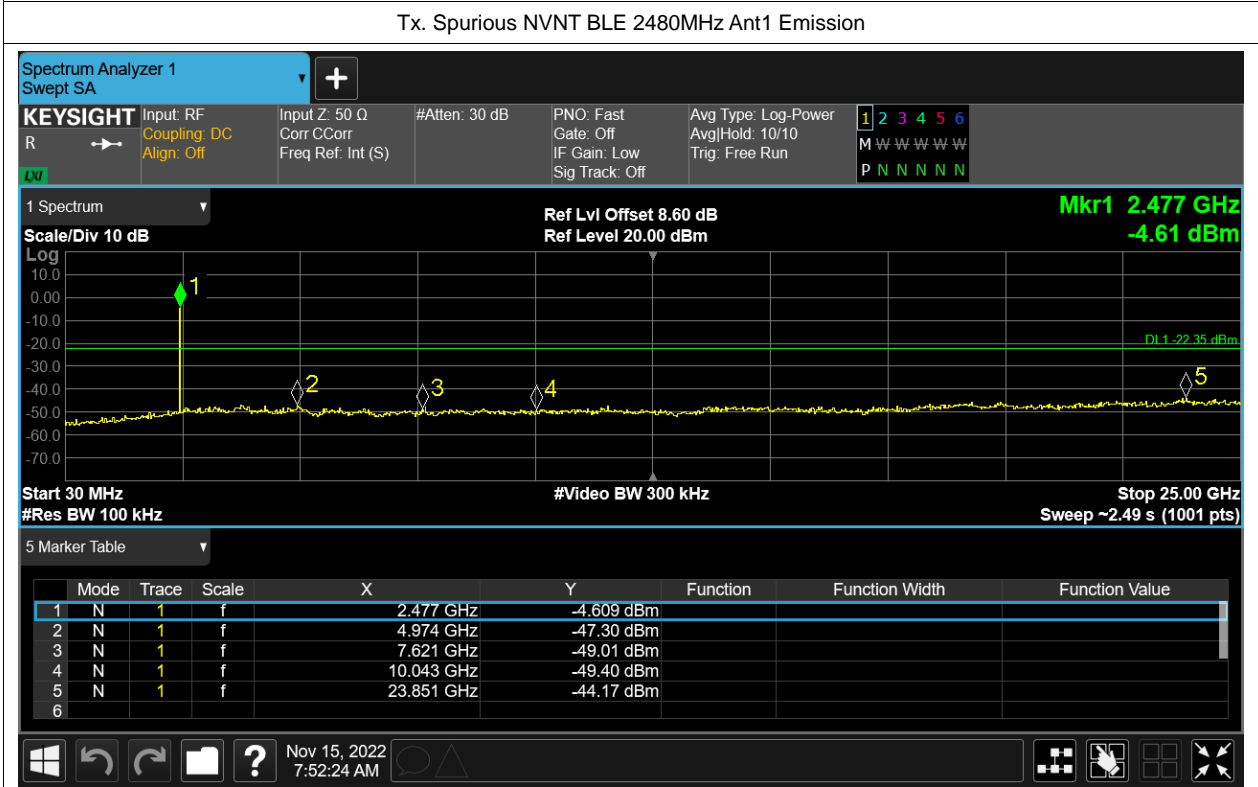 Tx. Spurious NVNT BLE 2480MHz Ant1 Emission
Spectrum Analyzer 1
Swept SA
KEYSIGHT
R
LXI
Input: RF
Coupling: DC
Align: Off
Input Z: 50 Ω
Corr CCorr
Freq Ref: Int (S)
#Atten: 30 dB
PNO: Fast
Gate: Off
IF Gain: Low
Sig Track: Off
Avg Type: Log-Power
Avg|Hold: 10/10
Trig: Free Run
1 2 3 4 5 6
M W W W W W
P N N N N N
1 Spectrum
Scale/Div 10 dB
Ref Lvl Offset 8.60 dB
Ref Level 20.00 dBm
Mkr1 2.477 GHz
-4.61 dBm
Log
10.0
0.00
-10.0
-20.0
-30.0
-40.0
-50.0
-60.0
-70.0
1
2
3
4
5
DL1 -22.35 dBm
Start 30 MHz
#Res BW 100 kHz
#Video BW 300 kHz
Stop 25.00 GHz
Sweep ~2.49 s (1001 pts)
5 Marker Table
Mode Trace Scale X Y Function Function Width Function Value
1 N 1 f 2.477 GHz -4.609 dBm
2 N 1 f 4.974 GHz -47.30 dBm
3 N 1 f 7.621 GHz -49.01 dBm
4 N 1 f 10.043 GHz -49.40 dBm
5 N 1 f 23.851 GHz -44.17 dBm
6
?
Nov 15, 2022
7:52:24 AM